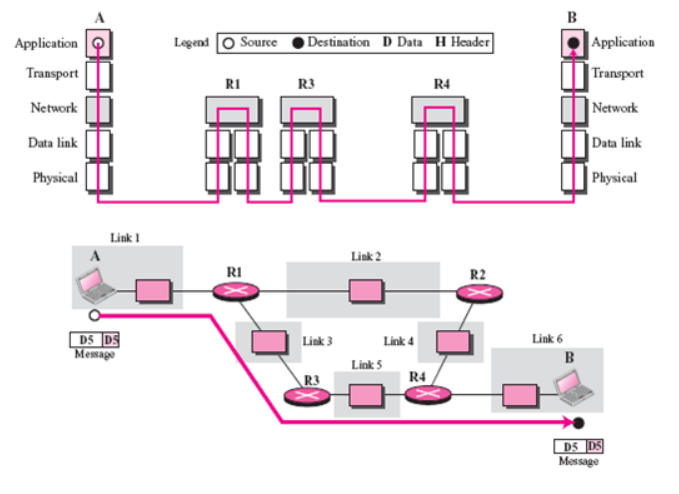 A
B
Application
Legend
Source
Destination
D Data
H Header
Application
Transport
Transport
R1
R3
R4
Network
Network
Data link
Data link
Physical
Physical
Link 1
A
Link 2
R1
R2
Link 3
Link 4
Link 6
D5 D5
Message
B
Link 5
R3
R4
D5 D5
Message